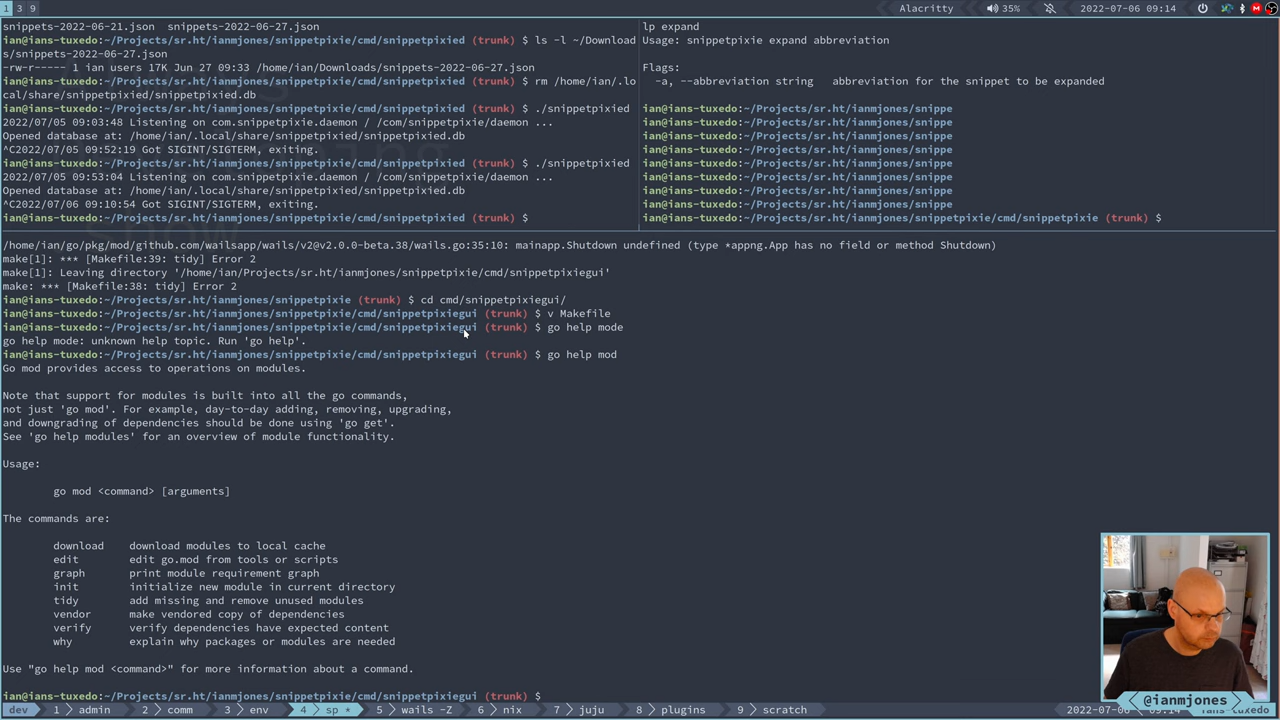 1 3 9
Alacritty 35% 2022-07-06 09:14
snippets-2022-06-21.json snippets-2022-06-27.json
ian@ians-tuxedo:~/Projects/sr.ht/ianmjones/snippetpixie/cmd/snippetpixied (trunk) $ ls -l ~/Download
s/snippets-2022-06-27.json
-rw-r----- 1 ian users 17K Jun 27 09:33 /home/ian/Downloads/snippets-2022-06-27.json
ian@ians-tuxedo:~/Projects/sr.ht/ianmjones/snippetpixie/cmd/snippetpixied (trunk) $ rm /home/ian/.lo
cal/share/snippetpixied/snippetpixied.db
ian@ians-tuxedo:~/Projects/sr.ht/ianmjones/snippetpixie/cmd/snippetpixied (trunk) $ ./snippetpixied
2022/07/05 09:03:48 Listening on com.snippetpixie.daemon / /com/snippetpixie/daemon ...
Opened database at: /home/ian/.local/share/snippetpixied/snippetpixied.db
^C2022/07/05 09:52:19 Got SIGINT/SIGTERM, exiting.
ian@ians-tuxedo:~/Projects/sr.ht/ianmjones/snippetpixie/cmd/snippetpixied (trunk) $ ./snippetpixied
2022/07/05 09:53:04 Listening on com.snippetpixie.daemon / /com/snippetpixie/daemon ...
Opened database at: /home/ian/.local/share/snippetpixied/snippetpixied.db
^C2022/07/06 09:10:54 Got SIGINT/SIGTERM, exiting.
ian@ians-tuxedo:~/Projects/sr.ht/ianmjones/snippetpixie/cmd/snippetpixied (trunk) $
lp expand
Usage: snippetpixie expand abbreviation
Flags:
-a, --abbreviation string abbreviation for the snippet to be expanded
ian@ians-tuxedo:~/Projects/sr.ht/ianmjones/snippe
ian@ians-tuxedo:~/Projects/sr.ht/ianmjones/snippe
ian@ians-tuxedo:~/Projects/sr.ht/ianmjones/snippe
ian@ians-tuxedo:~/Projects/sr.ht/ianmjones/snippe
ian@ians-tuxedo:~/Projects/sr.ht/ianmjones/snippe
ian@ians-tuxedo:~/Projects/sr.ht/ianmjones/snippe
ian@ians-tuxedo:~/Projects/sr.ht/ianmjones/snippe
ian@ians-tuxedo:~/Projects/sr.ht/ianmjones/snippe
ian@ians-tuxedo:~/Projects/sr.ht/ianmjones/snippetpixie/cmd/snippetpixie (trunk) $
/home/ian/go/pkg/mod/github.com/wailsapp/wails/v2@v2.0.0-beta.38/wails.go:35:10: mainapp.Shutdown undefined (type *appng.App has no field or method Shutdown)
make[1]: *** [Makefile:39: tidy] Error 2
make[1]: Leaving directory '/home/ian/Projects/sr.ht/ianmjones/snippetpixie/cmd/snippetpixiegui'
make: *** [Makefile:38: tidy] Error 2
ian@ians-tuxedo:~/Projects/sr.ht/ianmjones/snippetpixie (trunk) $ cd cmd/snippetpixiegui/
ian@ians-tuxedo:~/Projects/sr.ht/ianmjones/snippetpixie/cmd/snippetpixiegui (trunk) $ v Makefile
ian@ians-tuxedo:~/Projects/sr.ht/ianmjones/snippetpixie/cmd/snippetpixiegui (trunk) $ go help mode
go help mode: unknown help topic. Run 'go help'.
ian@ians-tuxedo:~/Projects/sr.ht/ianmjones/snippetpixie/cmd/snippetpixiegui (trunk) $ go help mod
Go mod provides access to operations on modules.
Note that support for modules is built into all the go commands,
not just 'go mod'. For example, day-to-day adding, removing, upgrading,
and downgrading of dependencies should be done using 'go get'.
See 'go help modules' for an overview of module functionality.
Usage:
go mod <command> [arguments]
The commands are:
download download modules to local cache
edit edit go.mod from tools or scripts
graph print module requirement graph
init initialize new module in current directory
tidy add missing and remove unused modules
vendor make vendored copy of dependencies
verify verify dependencies have expected content
why explain why packages or modules are needed
Use "go help mod <command>" for more information about a command.
ian@ians-tuxedo:~/Projects/sr.ht/ianmjones/snippetpixie/cmd/snippetpixiegui (trunk) $
@ianmjones
dev 1 admin 2 comm 3 env 4 sp * 5 wails -Z 6 nix 7 juju 8 plugins 9 scratch 2022-07-06